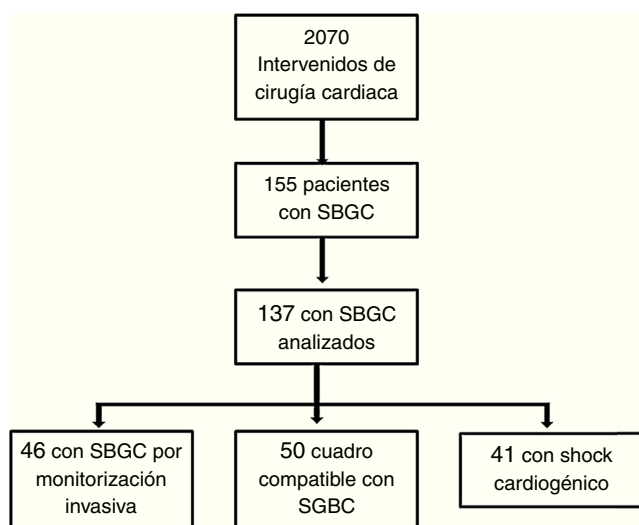 2070
Intervenidos de
cirugía cardiaca
155 pacientes
con SBGC
137 con SBGC
analizados
46 con SBGC por
monitorización
invasiva
50 cuadro
compatible con
SGBC
41 con shock
cardiogénico